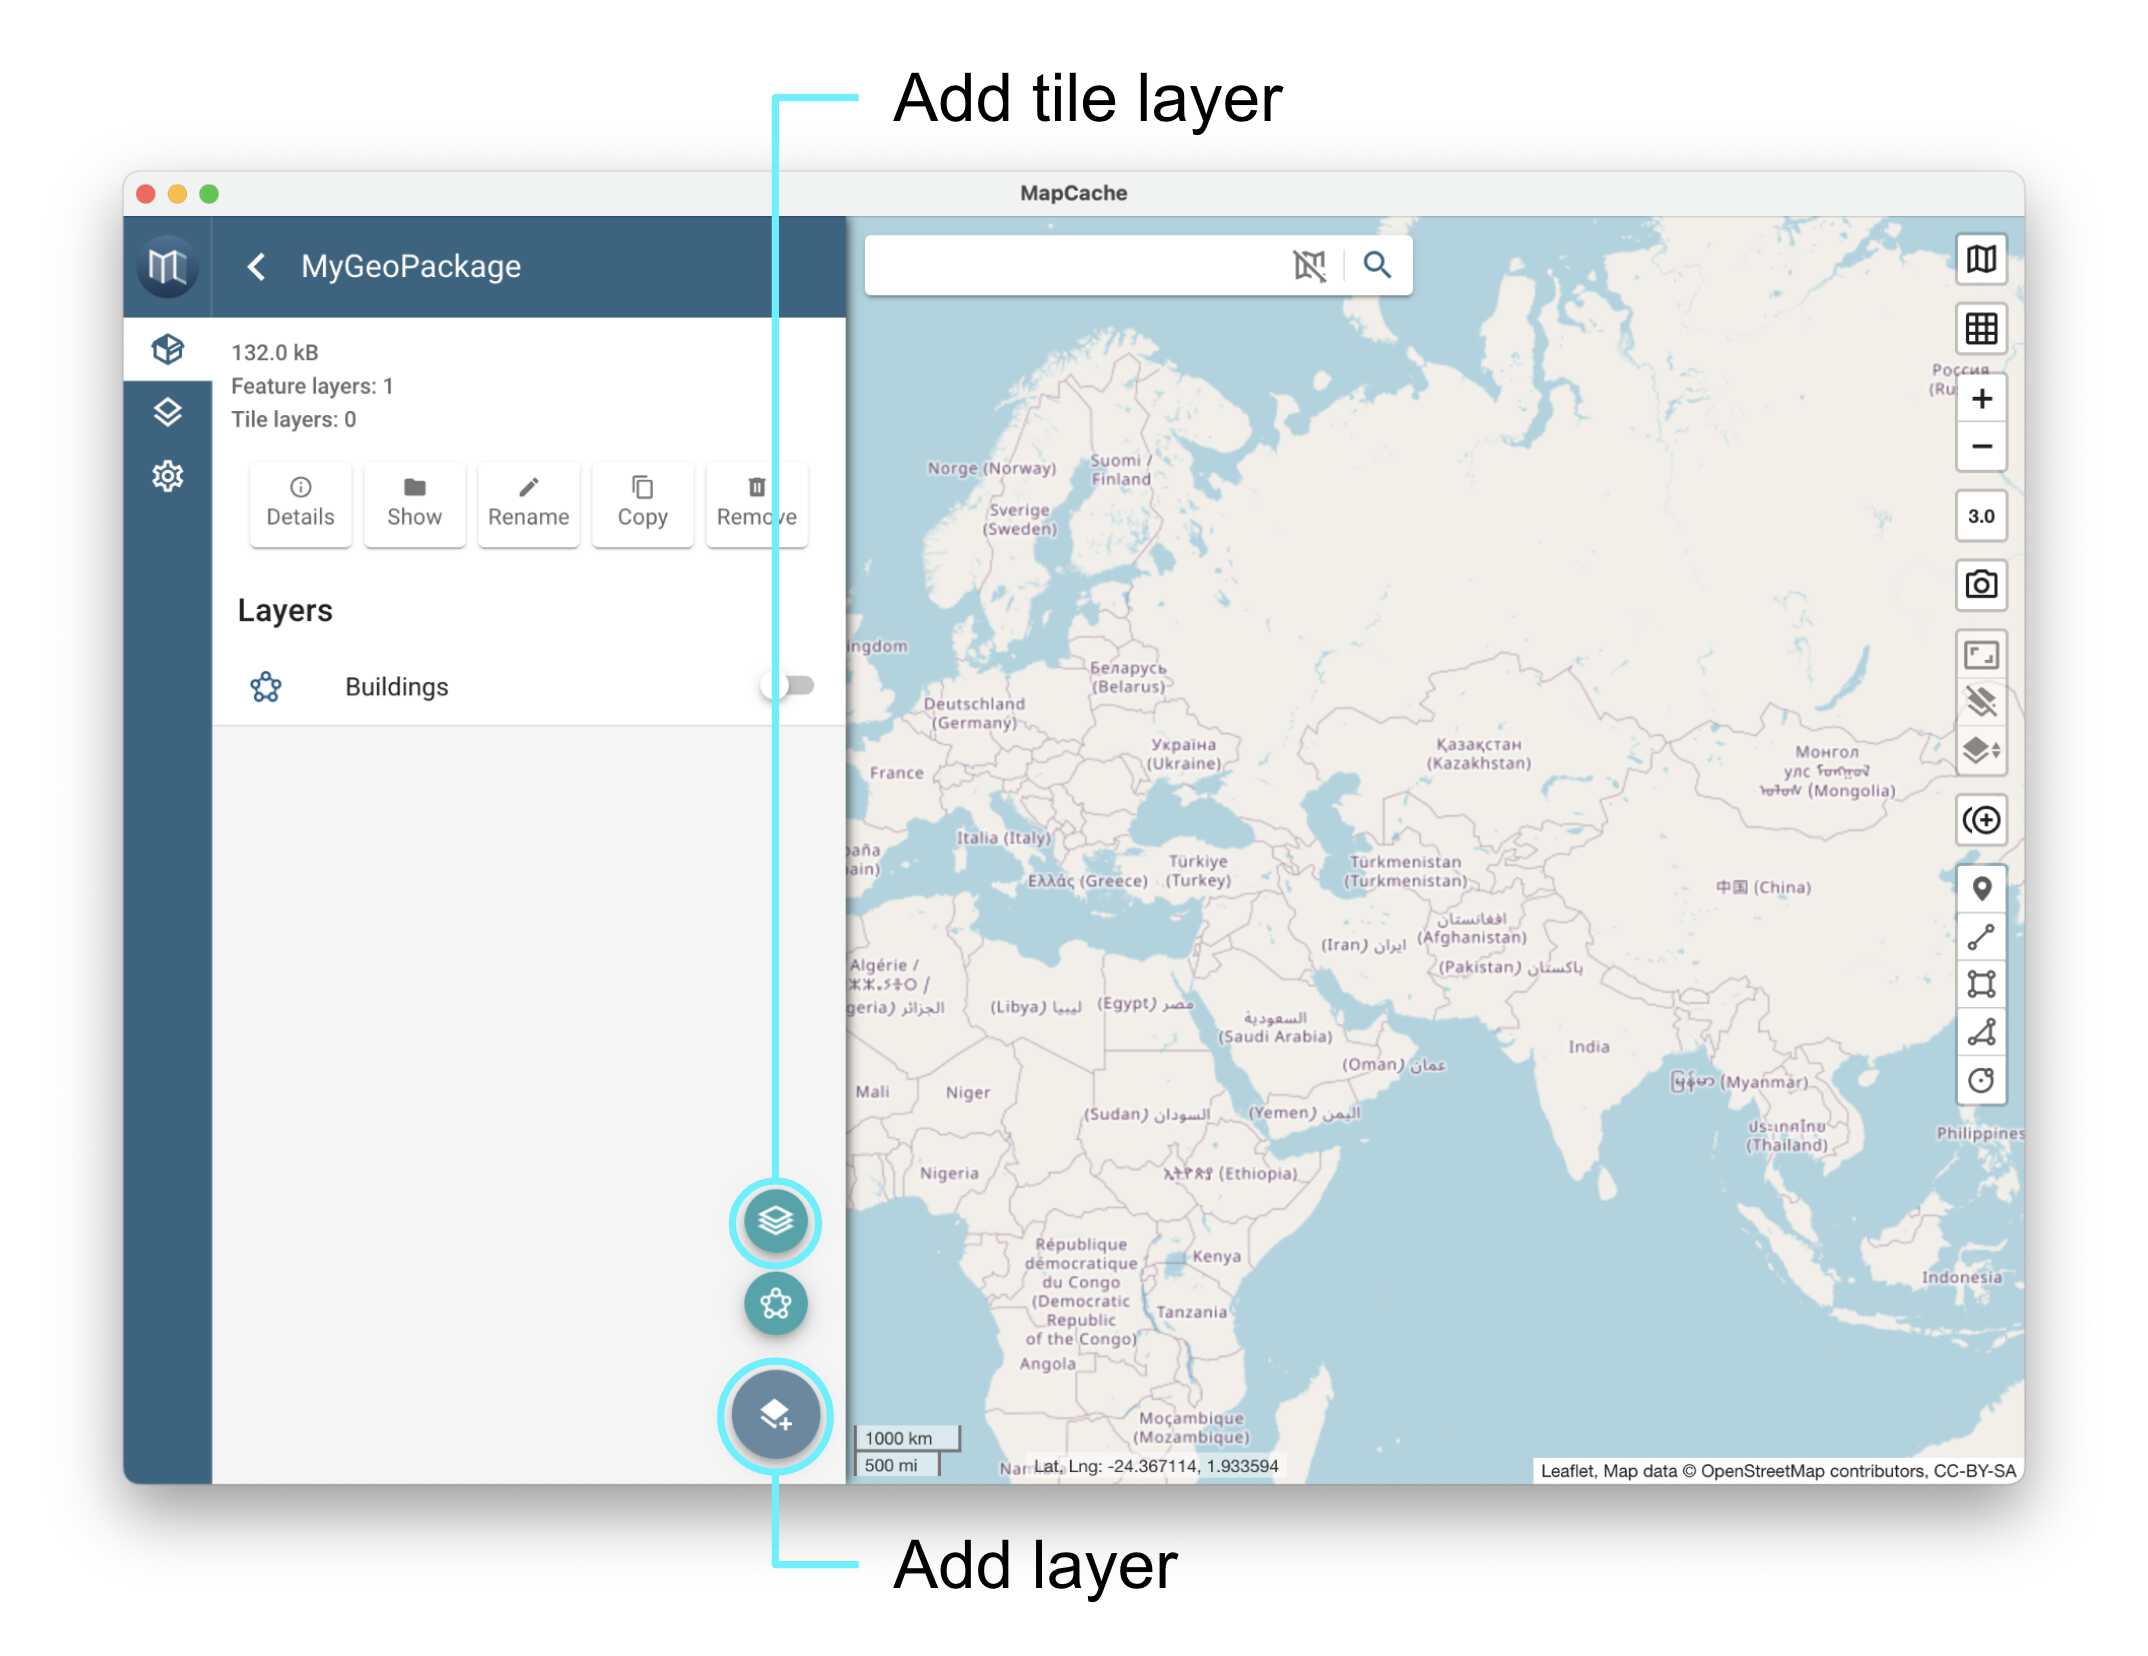 Add tile layer
MapCache
MyGeoPackage
132.0 kB
Feature layers: 1
Tile layers: 0
Details
Show
Rename
Copy
Remove
Layers
Buildings
3.0
Россия
(Ru
Norge (Norway)
Suomi /
Finland
Sverige
(Sweden)
ingdom
Беларусь
(Belarus)
Deutschland
(Germany)
Україна
(Ukraine)
France
Қазақстан
(Kazakhstan)
Монгол
улс
(Mongolia)
Italia (Italy)
aña
ain)
Ελλάς (Greece)
Türkiye
(Turkey)
Türkmenistan
(Turkmenistan)
中国 (China)
افغانستان
(Afghanistan)
ایران (Iran)
پاکستان (Pakistan)
Algérie /
ⵍⵣⵣⴰⵢⴻⵔ /
الجزائر (geria)
ليبيا (Libya)
مصر (Egypt)
السعودية
(Saudi Arabia)
عمان (Oman)
India
Mali
Niger
السودان (Sudan)
اليمن (Yemen)
မြန်မာ (Myanmar)
ประเทศไทย
(Thailand)
Philippines
Nigeria
ኢትዮጵያ (Ethiopia)
République
démocratique
du Congo
(Democratic
Republic
of the Congo)
Kenya
Tanzania
Indonesia
Angola
Moçambique
(Mozambique)
1000 km
500 mi
Lat, Lng: -24.367114, 1.933594
Leaflet, Map data © OpenStreetMap contributors, CC-BY-SA
Add layer